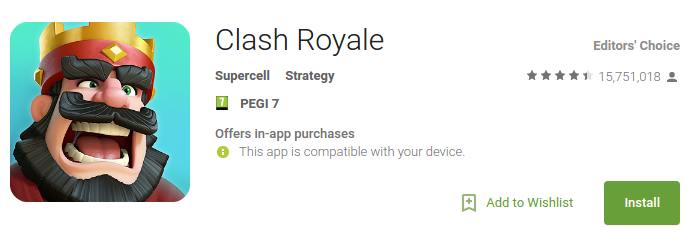 Clash Royale
Editors' Choice
Supercell Strategy
15,751,018
7 PEGI 7
Offers in-app purchases
This app is compatible with your device.
Add to Wishlist
Install